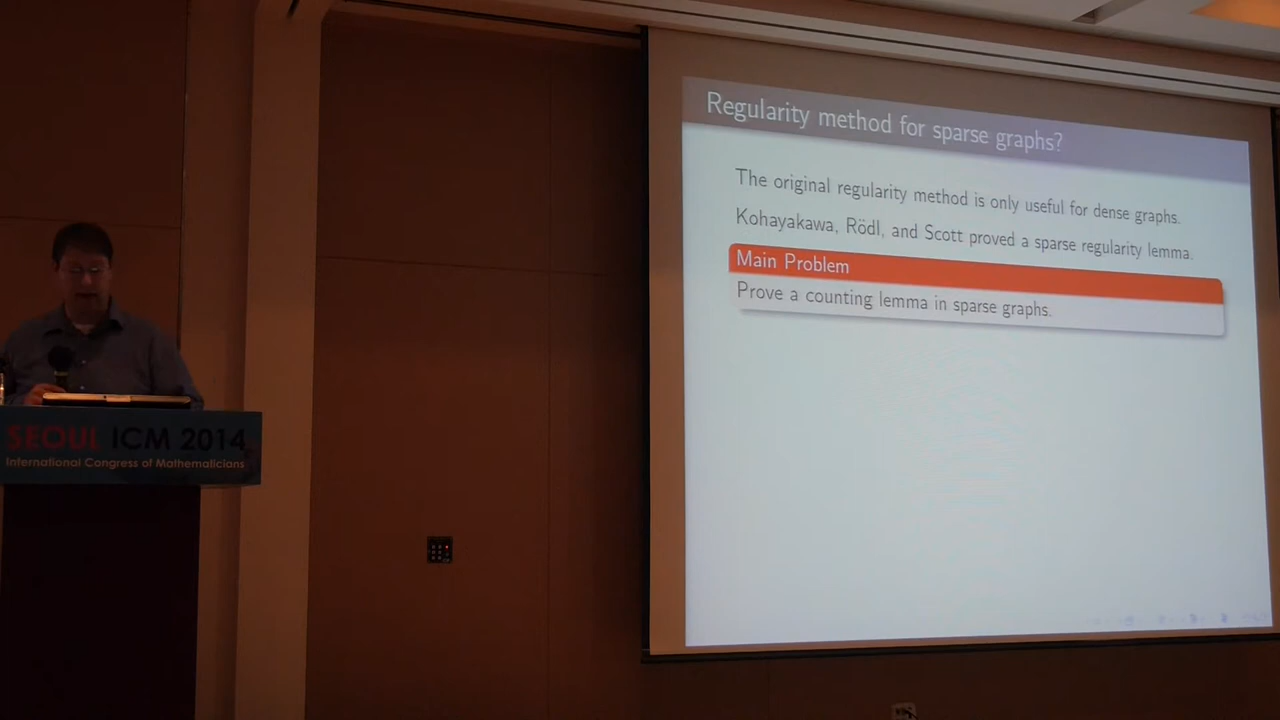 Regularity method for sparse graphs?
The original regularity method is only useful for dense graphs.
Kohayakawa, Rödl, and Scott proved a sparse regularity lemma.
Main Problem
Prove a counting lemma in sparse graphs.
SEOUL ICM 2014
International Congress of Mathematicians